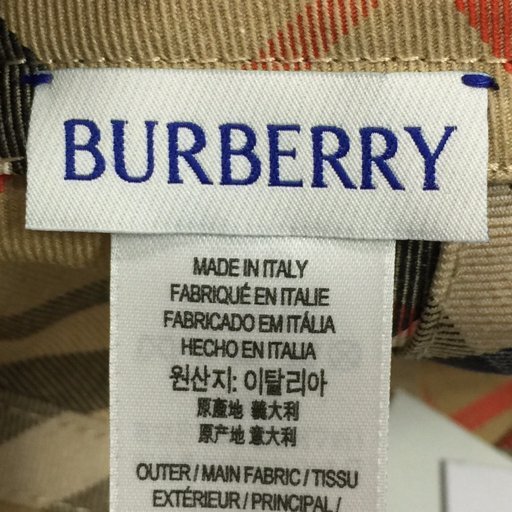 BURBERRY
MADE IN ITALY
FABRIQUÉ EN ITALIE
FABRICADO EM ITÁLIA
HECHO EN ITALIA
원산지: 이탈리아
原產地 義大利
原产地 意大利
OUTER / MAIN FABRIC / TISSU
EXTÉRIEUR / PRINCIPAL /